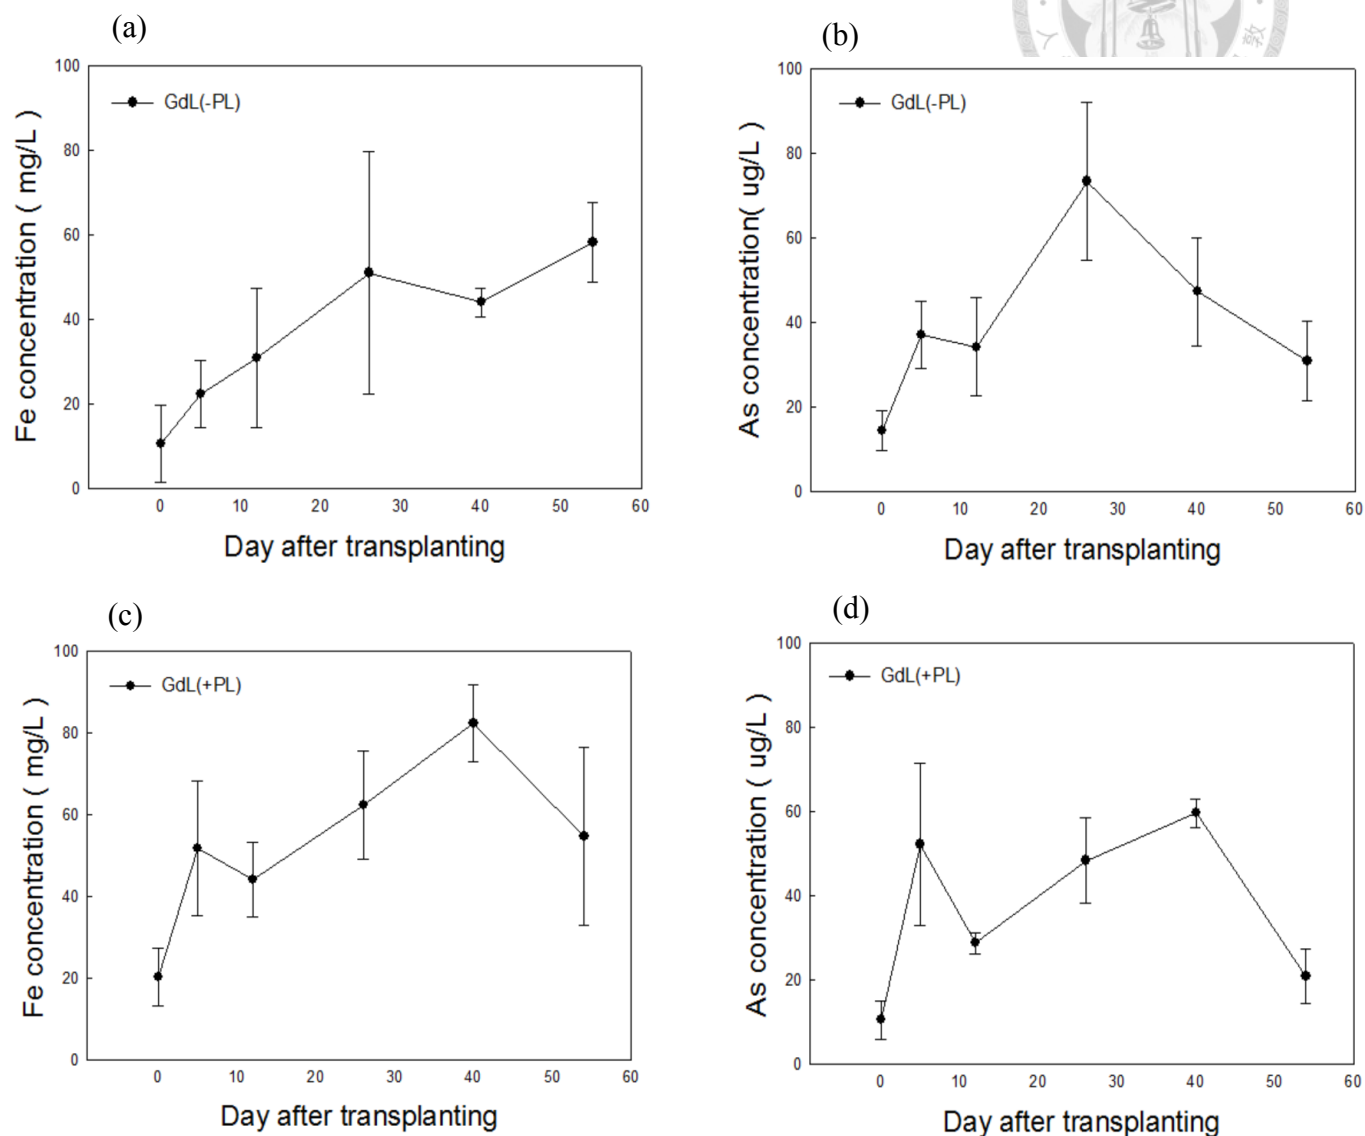 (a)
100
80
60
40
20
0
Fe concentration ( mg/L )
GdL(-PL)
0 10 20 30 40 50 60
Day after transplanting
(b)
100
80
60
40
20
0
As concentration( ug/L )
GdL(-PL)
0 10 20 30 40 50 60
Day after transplanting
(c)
100
80
60
40
20
0
Fe concentration ( mg/L )
GdL(+PL)
0 10 20 30 40 50 60
Day after transplanting
(d)
100
80
60
40
20
0
As concentration ( ug/L )
GdL(+PL)
0 10 20 30 40 50 60
Day after transplanting
人
敦